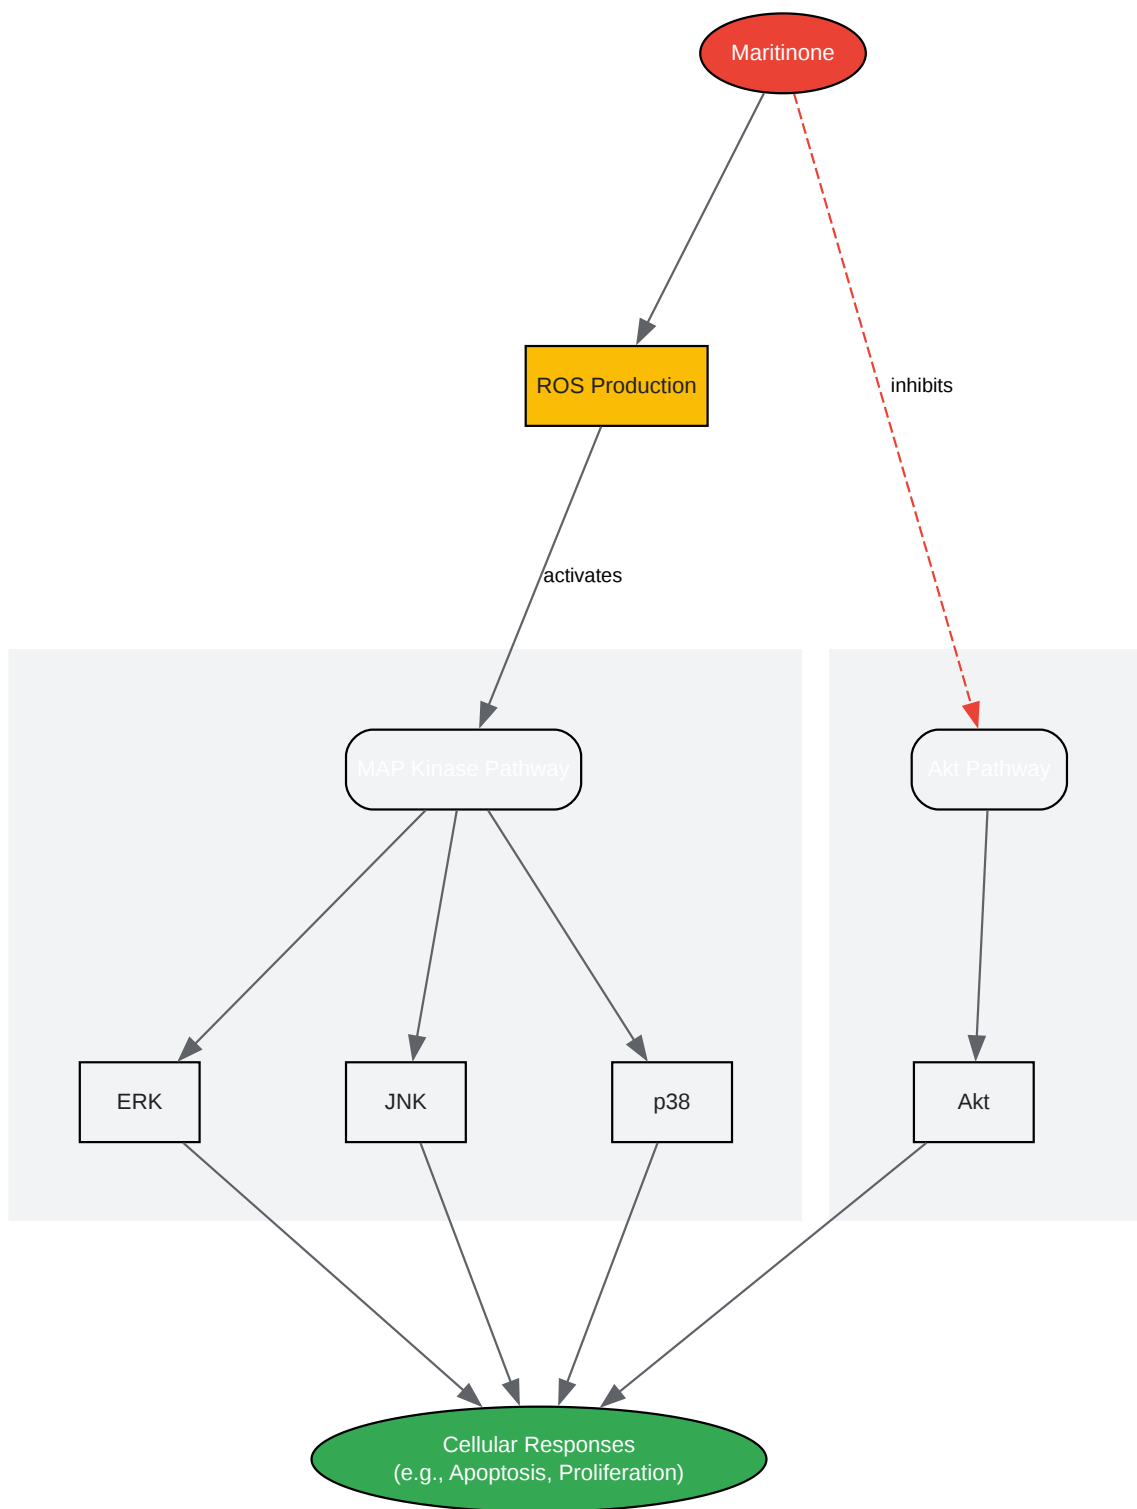 Maritinone
ROS Production
inhibits
activates
MAP Kinase Pathway
Akt Pathway
ERK
JNK
p38
Akt
Cellular Responses
(e.g., Apoptosis, Proliferation)